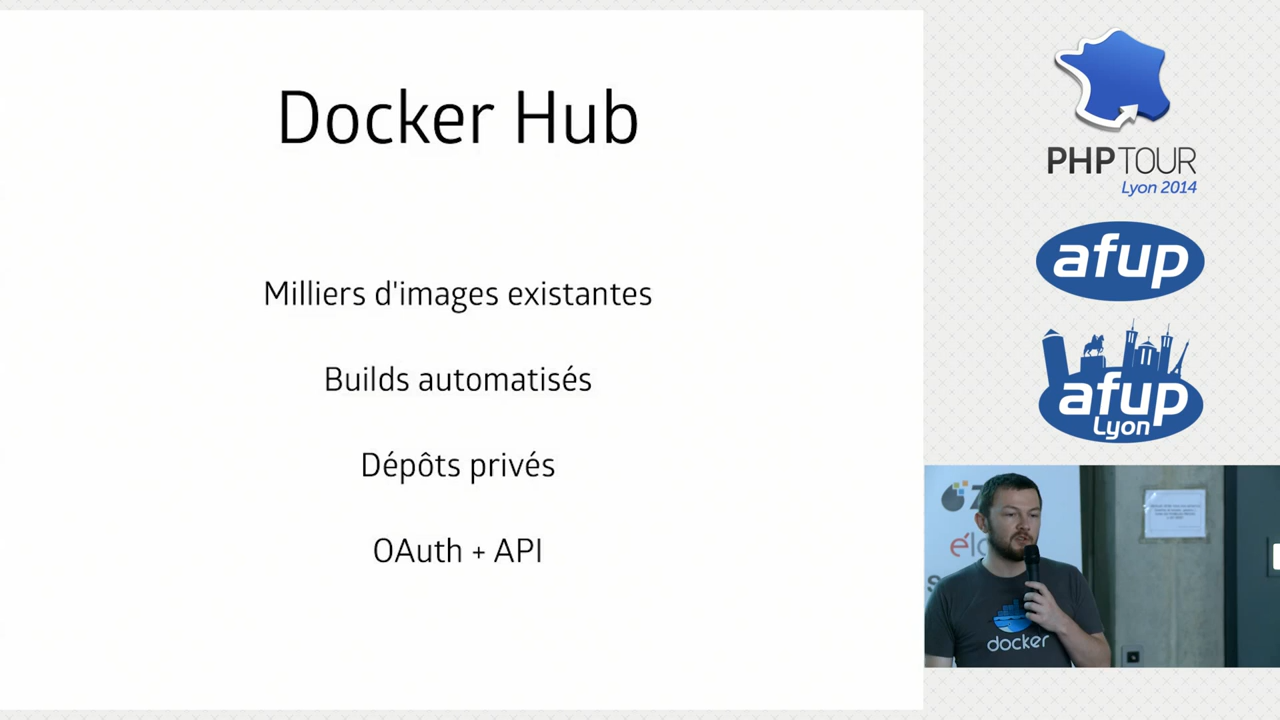 Docker Hub
Milliers d'images existantes
Builds automatisés
Dépôts privés
OAuth + API
PHPTOUR
Lyon 2014
afup
afup
Lyon
docker